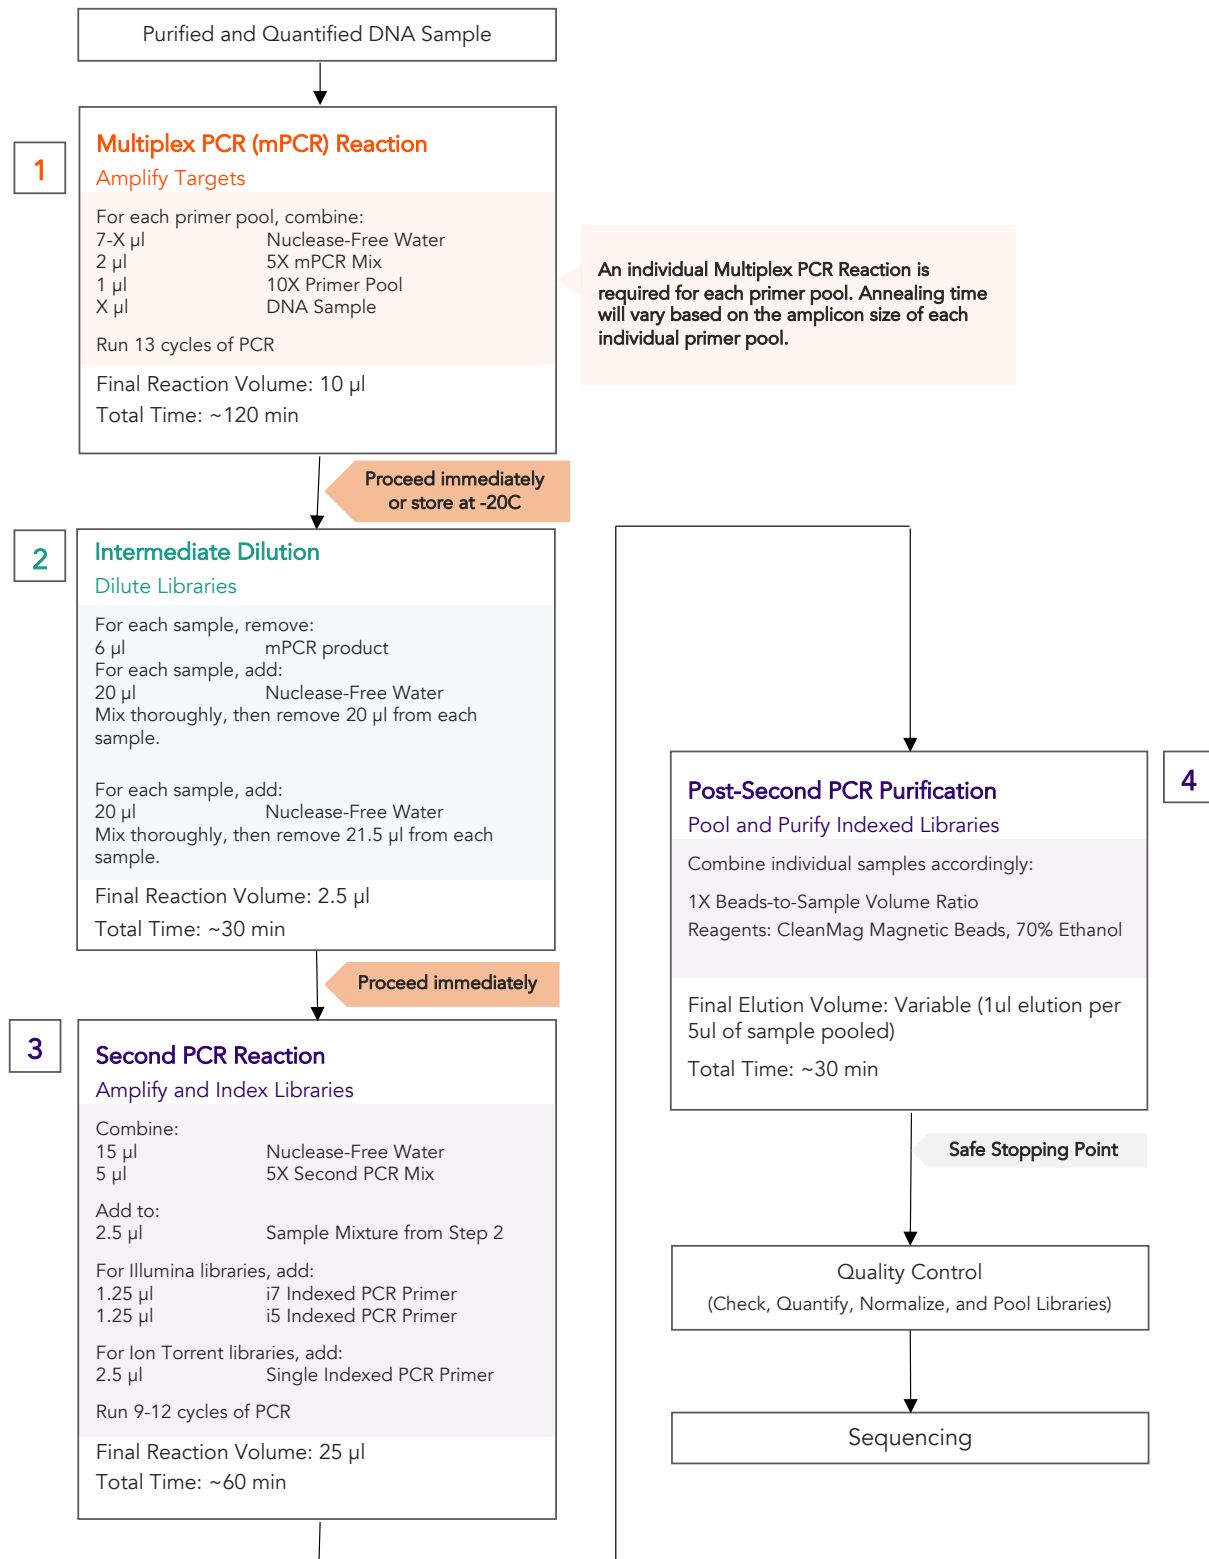 Purified and Quantified DNA Sample
1
Multiplex PCR (mPCR) Reaction
Amplify Targets
For each primer pool, combine:
7-X µl Nuclease-Free Water
2 µl 5X mPCR Mix
1 µl 10X Primer Pool
X µl DNA Sample
Run 13 cycles of PCR
Final Reaction Volume: 10 µl
Total Time: ~120 min
An individual Multiplex PCR Reaction is
required for each primer pool. Annealing time
will vary based on the amplicon size of each
individual primer pool.
Proceed immediately
or store at -20C
2
Intermediate Dilution
Dilute Libraries
For each sample, remove:
6 µl mPCR product
For each sample, add:
20 µl Nuclease-Free Water
Mix thoroughly, then remove 20 µl from each
sample.
For each sample, add:
20 µl Nuclease-Free Water
Mix thoroughly, then remove 21.5 µl from each
sample.
Final Reaction Volume: 2.5 µl
Total Time: ~30 min
Proceed immediately
3
Second PCR Reaction
Amplify and Index Libraries
Combine:
15 µl Nuclease-Free Water
5 µl 5X Second PCR Mix
Add to:
2.5 µl Sample Mixture from Step 2
For Illumina libraries, add:
1.25 µl i7 Indexed PCR Primer
1.25 µl i5 Indexed PCR Primer
For Ion Torrent libraries, add:
2.5 µl Single Indexed PCR Primer
Run 9-12 cycles of PCR
Final Reaction Volume: 25 µl
Total Time: ~60 min
4
Post-Second PCR Purification
Pool and Purify Indexed Libraries
Combine individual samples accordingly:
1X Beads-to-Sample Volume Ratio
Reagents: CleanMag Magnetic Beads, 70% Ethanol
Final Elution Volume: Variable (1ul elution per
5ul of sample pooled)
Total Time: ~30 min
Safe Stopping Point
Quality Control
(Check, Quantify, Normalize, and Pool Libraries)
Sequencing